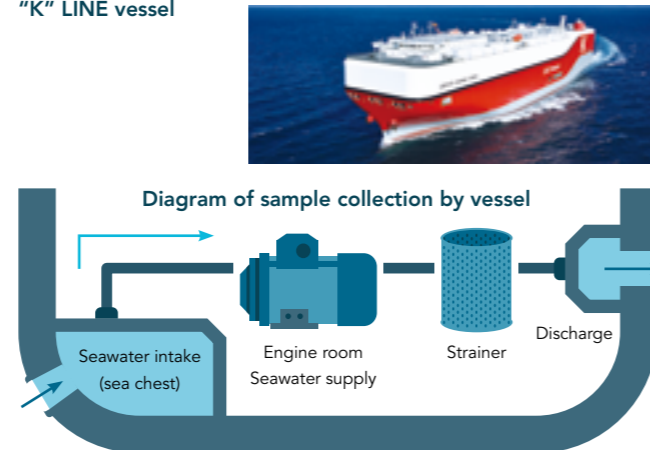 “K” LINE vessel
Diagram of sample collection by vessel
Seawater intake
(sea chest)
Engine room
Seawater supply
Strainer
Discharge